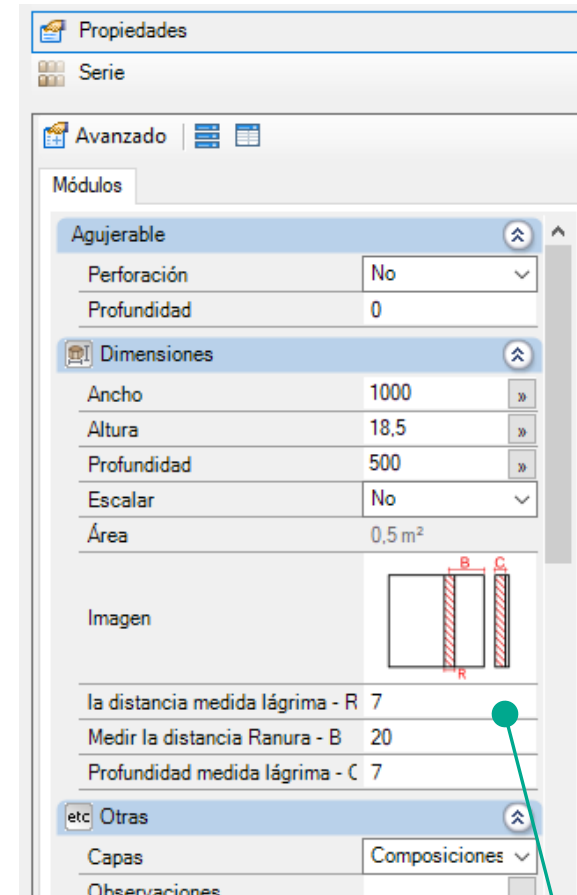 Propiedades
Serie
Avanzado
Módulos
Agujerable
Perforación No
Profundidad 0
Dimensiones
Ancho 1000 »
Altura 18,5 »
Profundidad 500 »
Escalar No
Área 0,5 m²
B C
Imagen
R
la distancia medida lágrima - R 7
Medir la distancia Ranura - B 20
Profundidad medida lágrima - C 7
etc Otras
Capas Composiciones
Observaciones